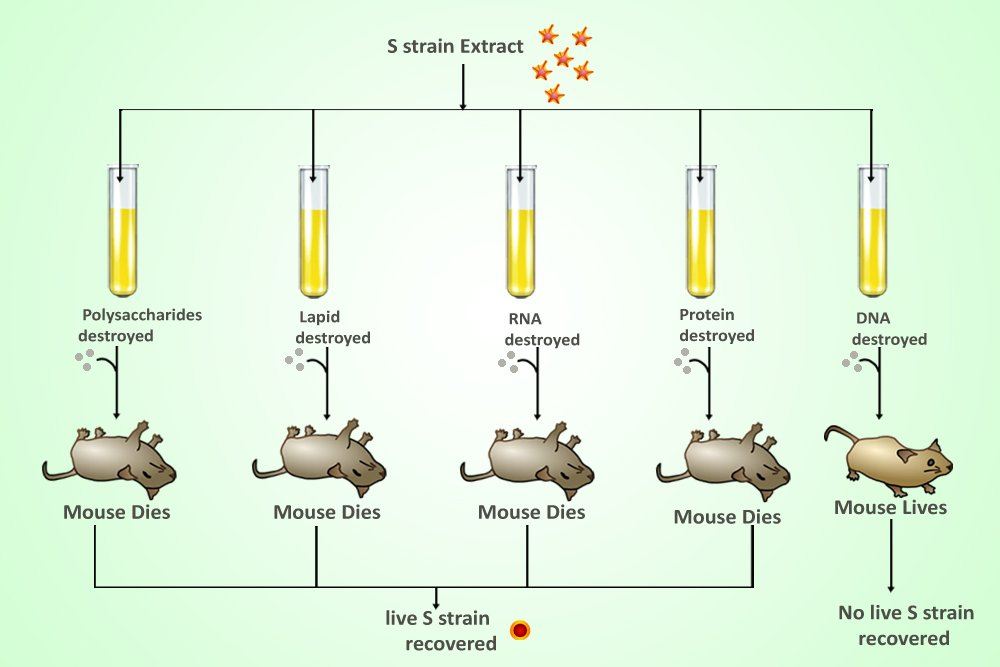 S strain Extract
Polysaccharides
destroyed
Lapid
destroyed
RNA
destroyed
Protein
destroyed
DNA
destroyed
Mouse Dies
Mouse Dies
Mouse Dies
Mouse Dies
Mouse Lives
live S strain
recovered
No live S strain
recovered